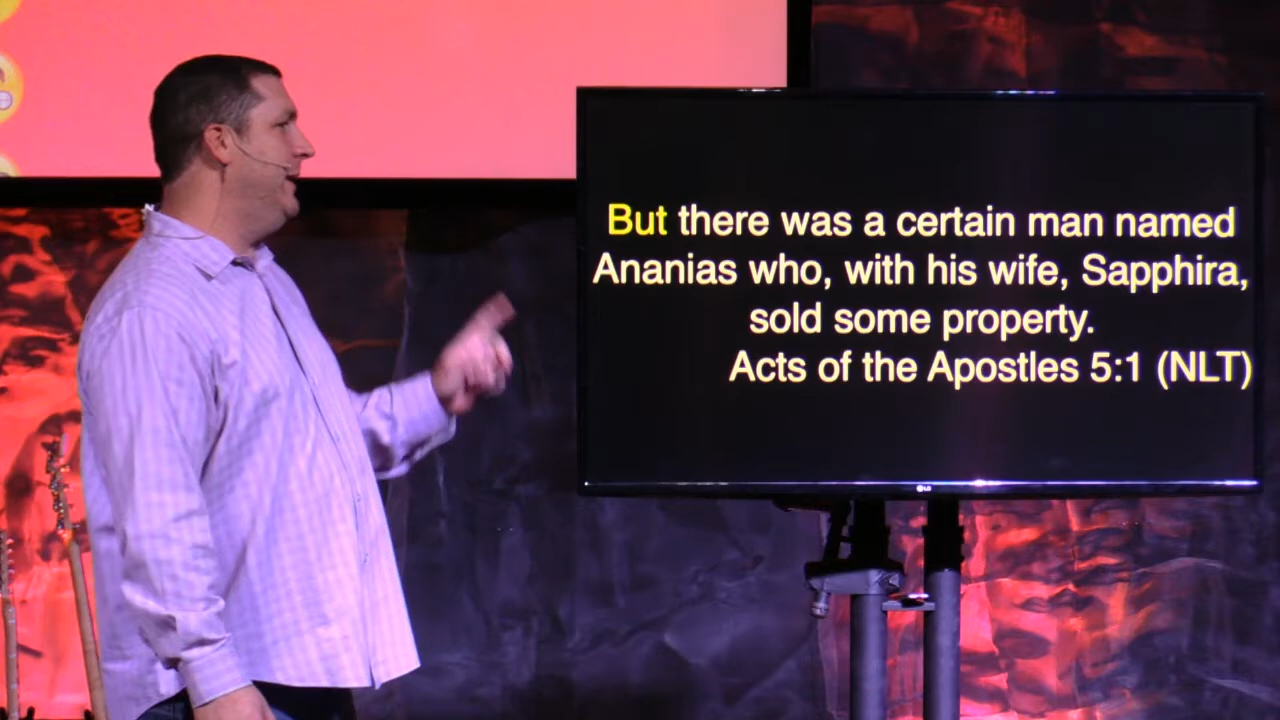 But there was a certain man named
Ananias who, with his wife, Sapphira,
sold some property.
Acts of the Apostles 5:1 (NLT)
LG